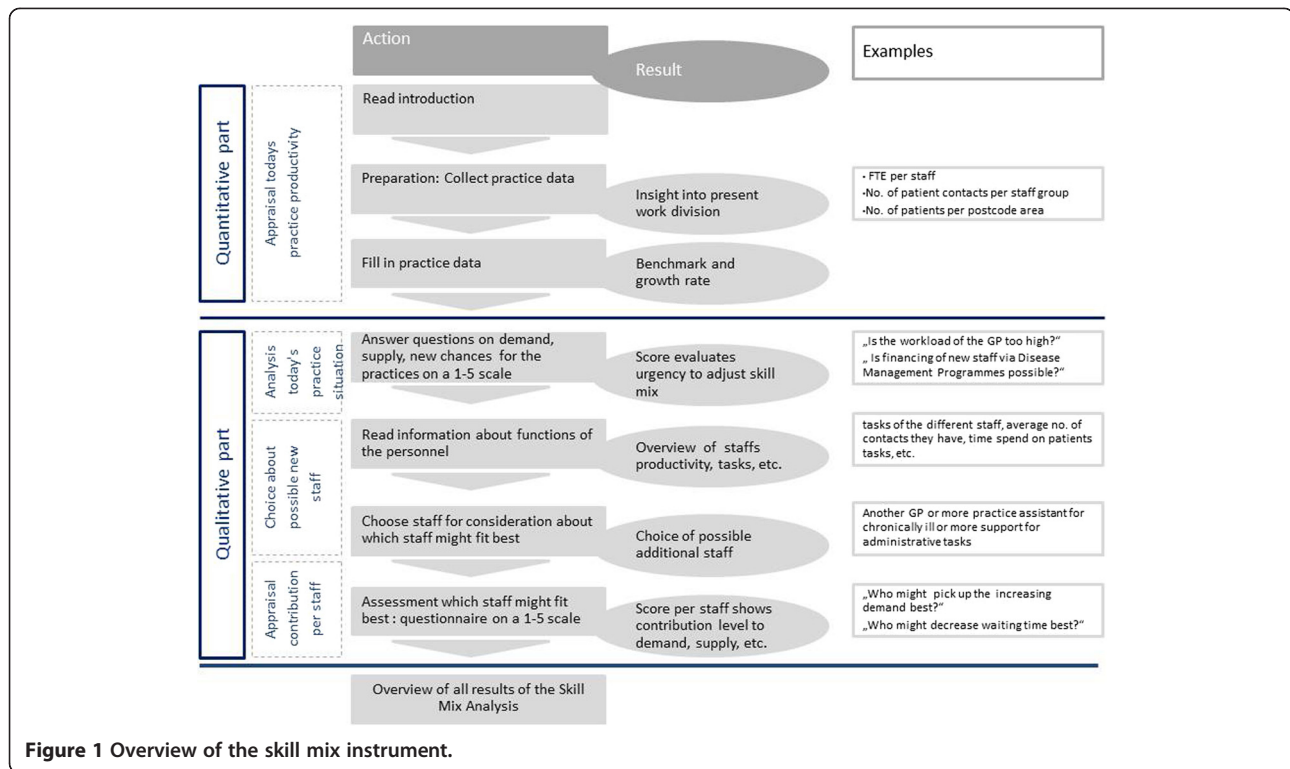 Action
Result
Examples
Quantitative part
Appraisal todays
practice productivity
Read introduction
Preparation: Collect practice data
Insight into present
work division
• FTE per staff
•No. of patient contacts per staff group
•No. of patients per postcode area
Fill in practice data
Benchmark and
growth rate
Qualitative part
Analysis
today's
practice
situation
Answer questions on demand,
supply, new chances for the
practices on a 1-5 scale
Score evaluates
urgency to adjust skill
mix
„Is the workload of the GP too high?“
„ Is financing of new staff via Disease
Management Programmes possible?“
Choice about
possible new
staff
Read information about functions of
the personnel
Overview of staffs
productivity, tasks, etc.
tasks of the different staff, average no. of
contacts they have, time spend on patients
tasks, etc.
Choose staff for consideration about
which staff might fit best
Choice of possible
additional staff
Another GP or more practice assistant for
chronically ill or more support for
administrative tasks
Appraisal
contribution
per staff
Assessment which staff might fit
best : questionnaire on a 1-5 scale
Score per staff shows
contribution level to
demand, supply, etc.
„Who might pick up the increasing
demand best?“
„Who might decrease waiting time best?“
Overview of all results of the Skill
Mix Analysis
Figure 1 Overview of the skill mix instrument.